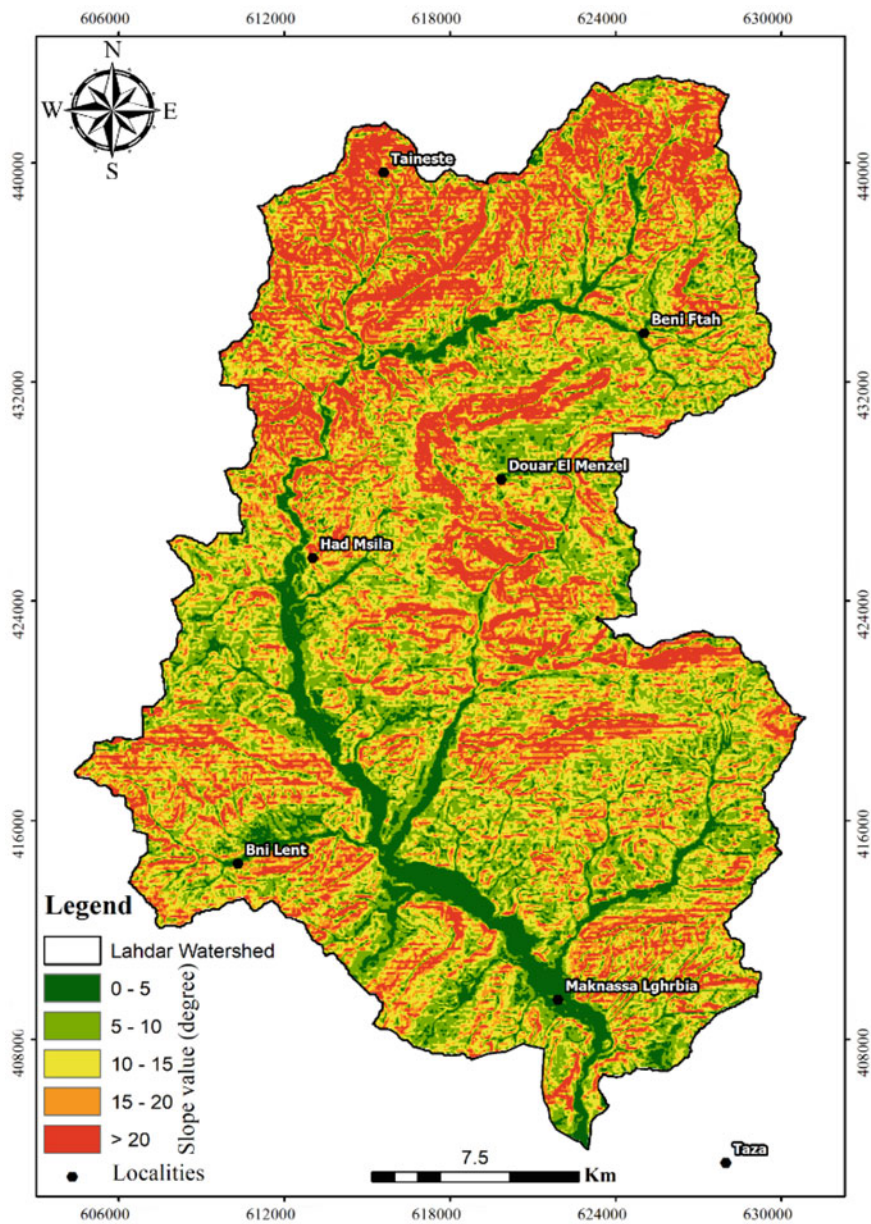 606000 612000 618000 624000 630000
N
W E
S
440000 440000
Taineste
Beni Ftah
432000 432000
Douar El Menzel
Had Msila
424000 424000
416000 416000
Bni Lent
Legend
Lahdar Watershed
0 - 5
5 - 10
10 - 15
15 - 20
> 20
Slope value (degree)
Localities
Maknassa Lghrbia
408000 408000
Taza
7.5
Km
606000 612000 618000 624000 630000